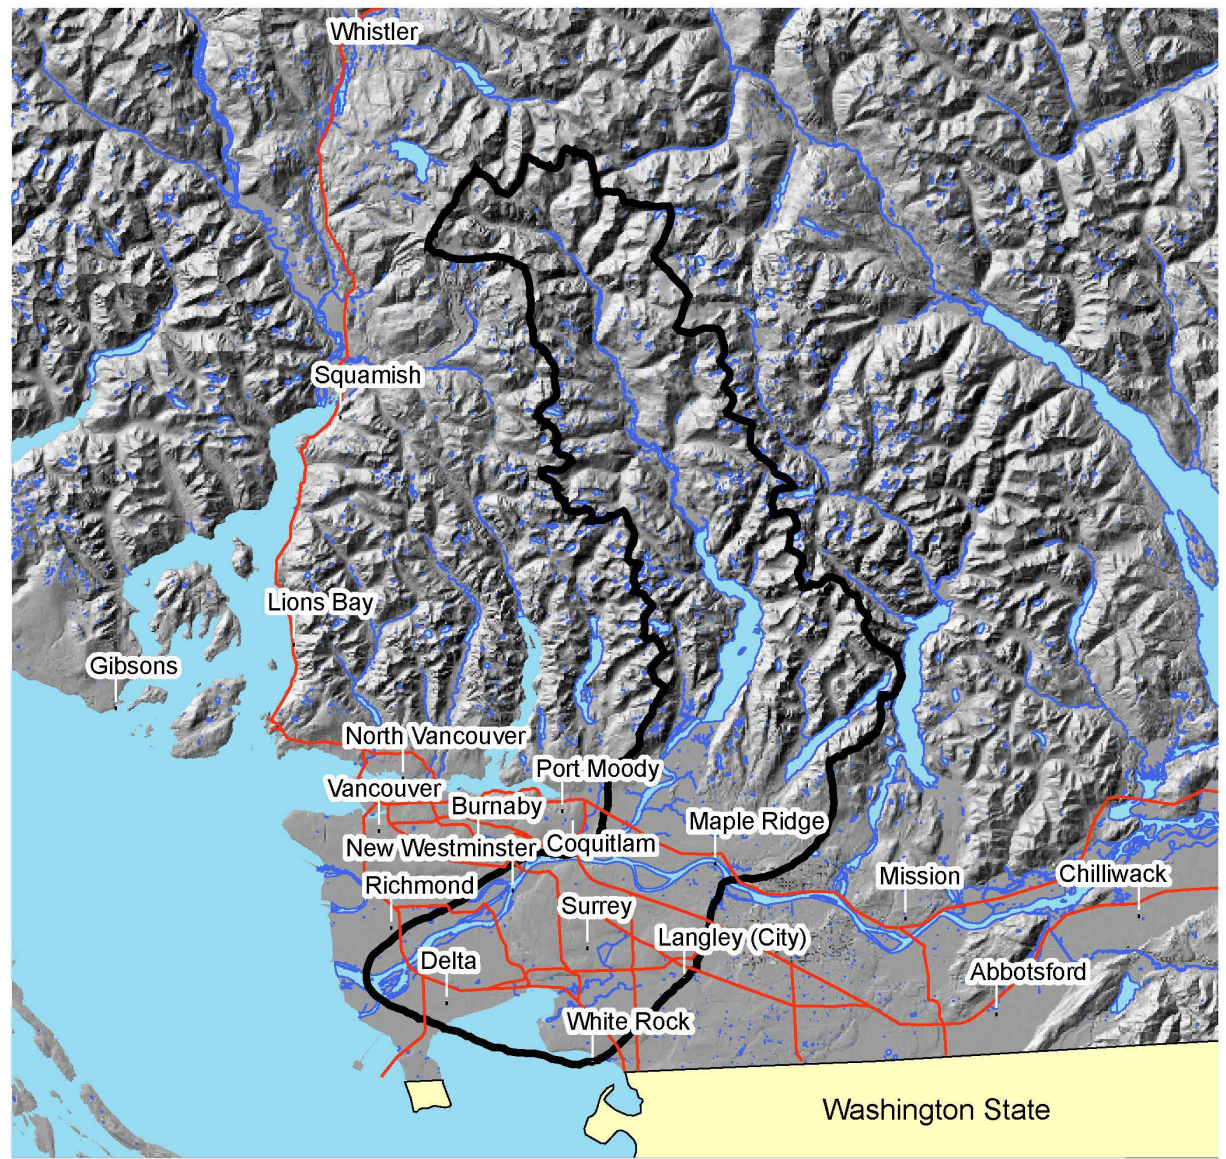 Whistler
Squamish
Lions Bay
Gibsons
North Vancouver
Port Moody
Vancouver
Burnaby
Maple Ridge
New Westminster
Coquitlam
Mission
Chilliwack
Richmond
Surrey
Langley (City)
Delta
Abbotsford
White Rock
Washington State